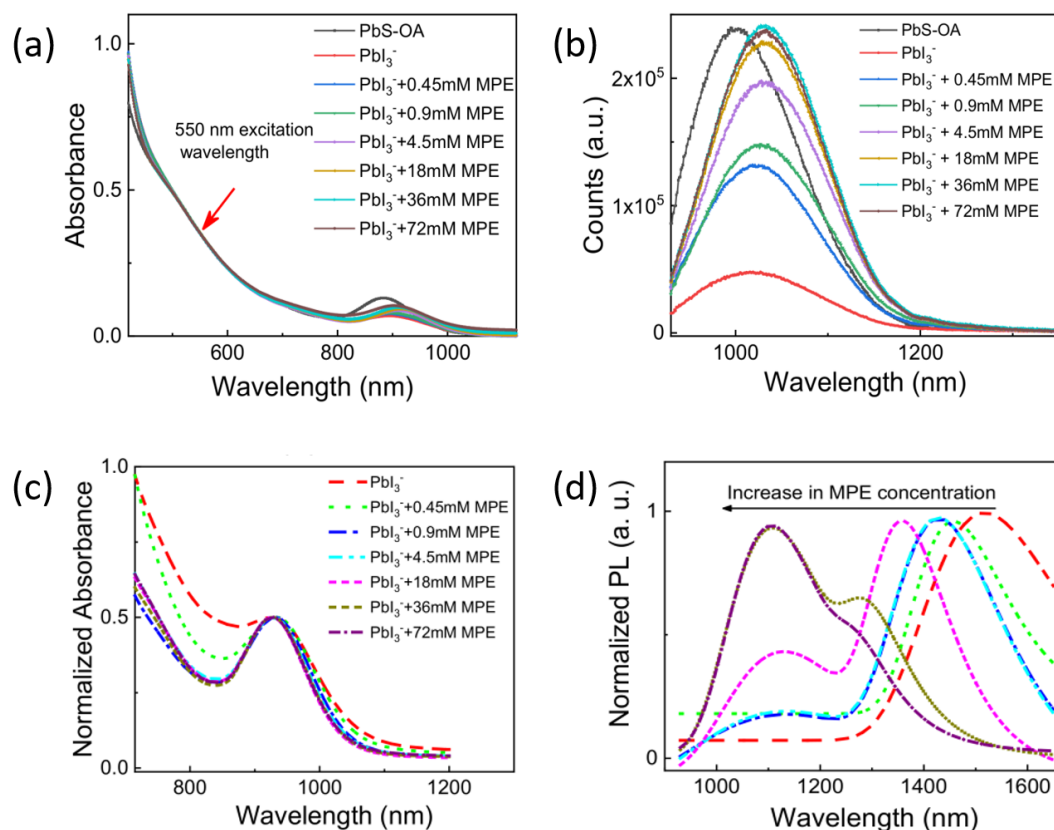 (a)
1.0
0.5
0.0
Absorbance
550 nm excitation
wavelength
PbS-OA
PbI₃⁻
PbI₃⁻+0.45mM MPE
PbI₃⁻+0.9mM MPE
PbI₃⁻+4.5mM MPE
PbI₃⁻+18mM MPE
PbI₃⁻+36mM MPE
PbI₃⁻+72mM MPE
600
800
1000
Wavelength (nm)
(b)
2x10⁵
1x10⁵
0
Counts (a.u.)
PbS-OA
PbI₃⁻
PbI₃⁻ + 0.45mM MPE
PbI₃⁻ + 0.9mM MPE
PbI₃⁻ + 4.5mM MPE
PbI₃⁻ + 18mM MPE
PbI₃⁻ + 36mM MPE
PbI₃⁻ + 72mM MPE
1000
1200
Wavelength (nm)
(c)
1.0
0.5
0.0
Normalized Absorbance
PbI₃⁻
PbI₃⁻+0.45mM MPE
PbI₃⁻+0.9mM MPE
PbI₃⁻+4.5mM MPE
PbI₃⁻+18mM MPE
PbI₃⁻+36mM MPE
PbI₃⁻+72mM MPE
800
1000
1200
Wavelength (nm)
(d)
1
0
Normalized PL (a. u.)
Increase in MPE concentration
1000
1200
1400
1600
Wavelength (nm)